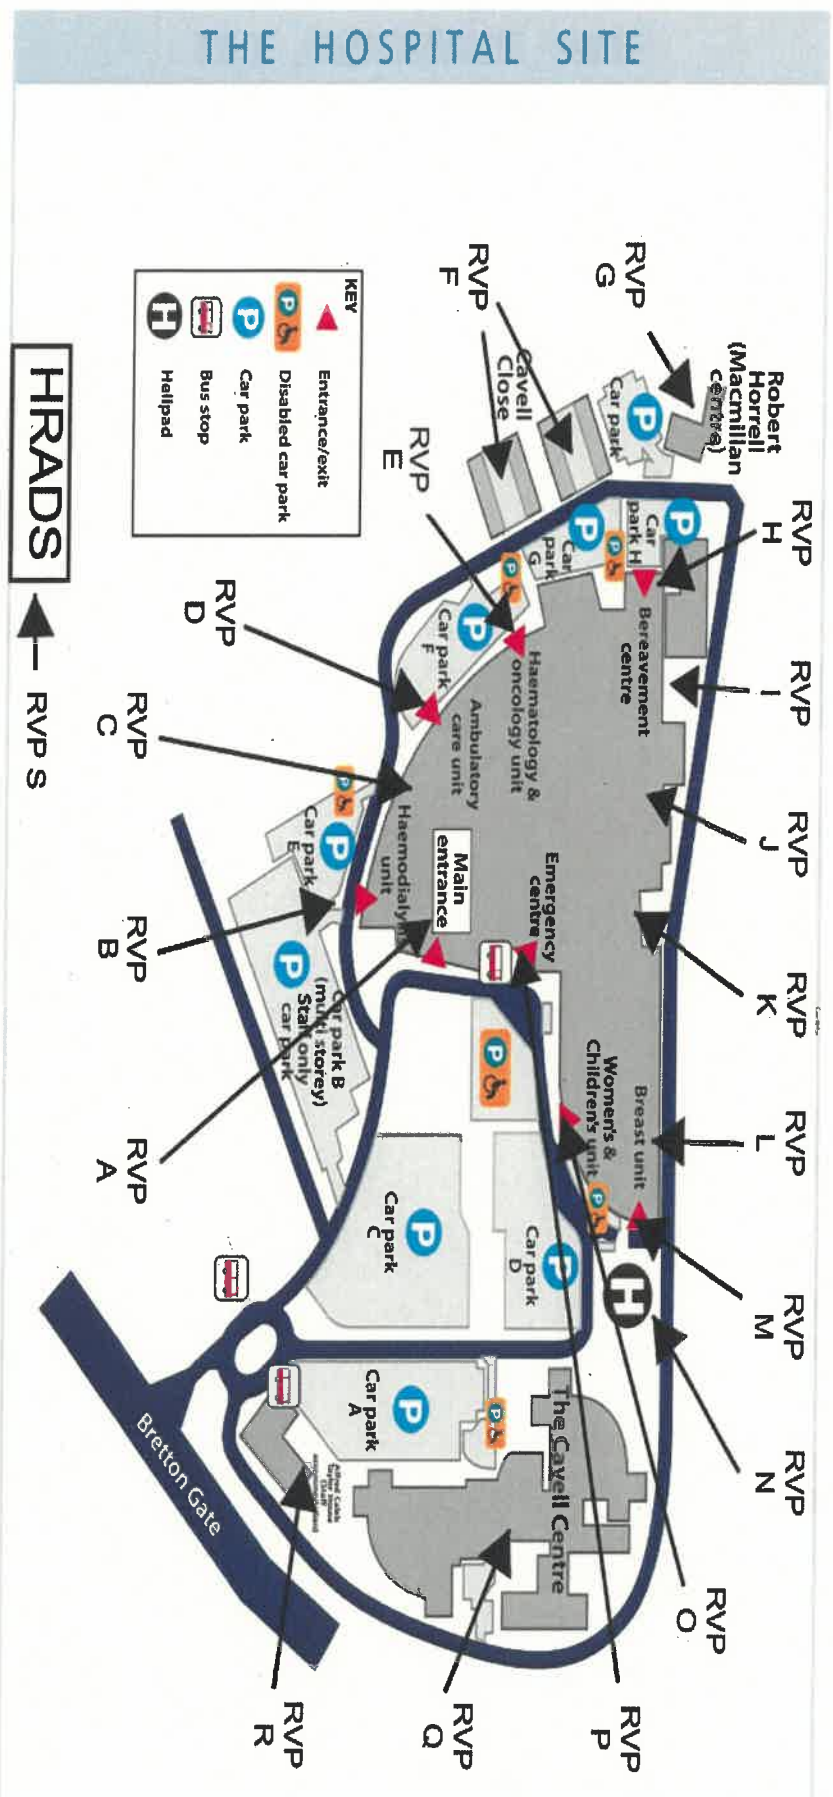 THE HOSPITAL SITE
RVP
G
Robert
Horrell
(Macmillan
centre)
RVP
F
Cavell
Close
Car park
RVP
H
Car
park H
Car
park
G
RVP
E
Bereavement
centre
RVP
I
Haematology &
oncology unit
Car park
F
RVP
D
Ambulatory
care unit
RVP
J
RVP
C
Haemodialysis
unit
Main
entrance
Emergency
centre
RVP
K
Car park
E
RVP
B
Car park B
(multi storey)
Staff only
car park
RVP
A
Women's &
Children's unit
Breast unit
RVP
L
Car park
C
Car park
D
RVP
M
H
RVP
N
Car park
A
The Cavell Centre
RVP
O
RVP
P
RVP
Q
RVP
R
Bretton Gate
KEY
Entrance/exit
Disabled car park
Car park
Bus stop
Helipad
HRADS
RVP S